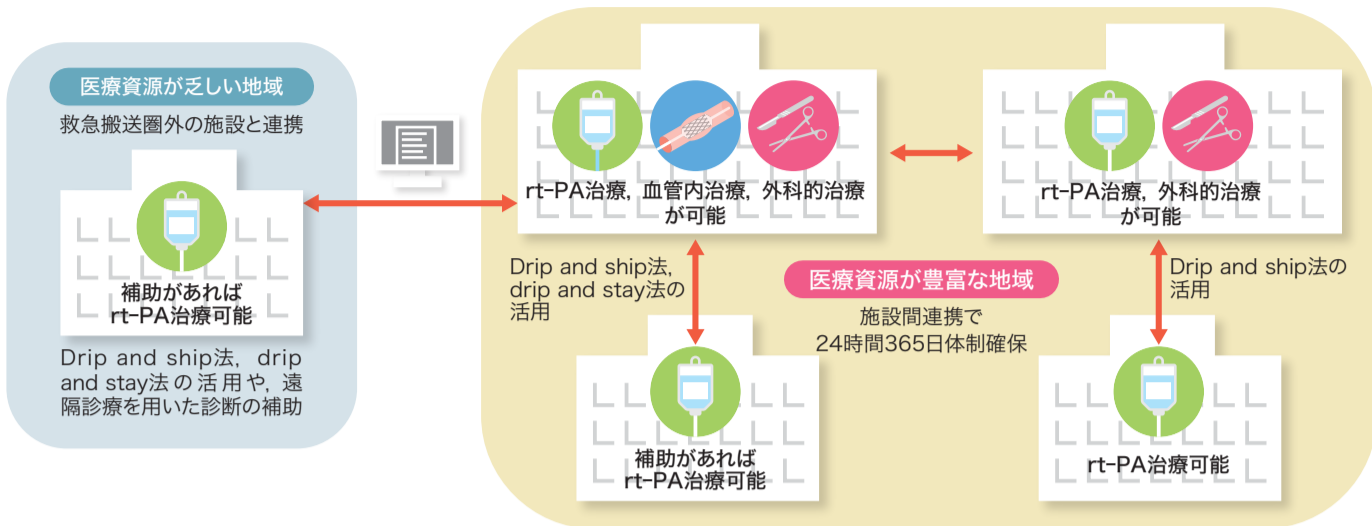 医療資源が乏しい地域
救急搬送圏外の施設と連携
補助があれば
rt-PA治療可能
Drip and ship法, drip
and stay法の活用や, 遠
隔診療を用いた診断の補助
rt-PA治療, 血管内治療, 外科的治療
が可能
rt-PA治療, 外科的治療
が可能
Drip and ship法,
drip and stay法の
活用
医療資源が豊富な地域
施設間連携で
24時間365日体制確保
Drip and ship法の
活用
補助があれば
rt-PA治療可能
rt-PA治療可能